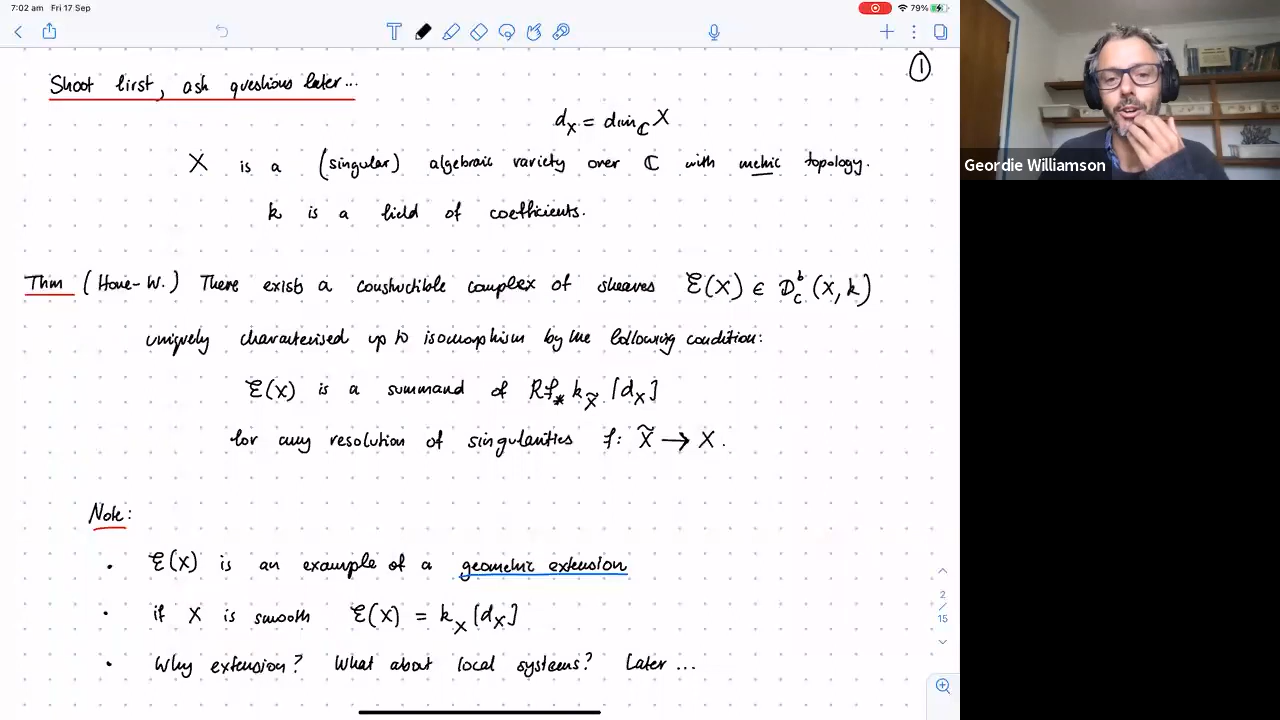 7:02 am Fri 17 Sep
79%
1
Shoot first, ask questions later...
d_X = dim_ℂ X
X is a (singular) algebraic variety over ℂ with metric topology.
k is a field of coefficients.
Thm (Hone-W.) There exists a constructible complex of sheaves ℰ(X) ∈ D^b_c (X, k)
uniquely characterised up to isomorphism by the following condition:
ℰ(X) is a summand of Rf_* k_X̃ [d_X]
for any resolution of singularities f: X̃ → X.
Note:
• ℰ(X) is an example of a geometric extension
• if X is smooth ℰ(X) = k_X [d_X]
• Why extension? What about local systems? Later ...
2
/
15
Geordie Williamson